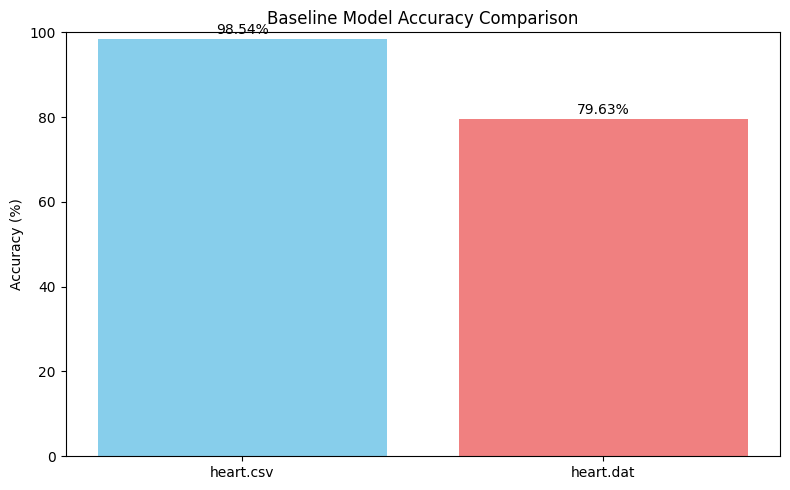 Baseline Model Accuracy Comparison
98.54%
79.63%
Accuracy (%)
100
80
60
40
20
0
heart.csv
heart.dat